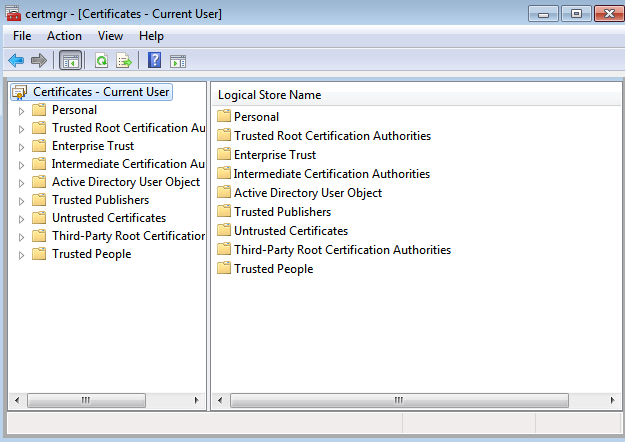 certmgr - [Certificates - Current User]
File Action View Help
Certificates - Current User
Personal
Trusted Root Certification Au
Enterprise Trust
Intermediate Certification Au
Active Directory User Object
Trusted Publishers
Untrusted Certificates
Third-Party Root Certification
Trusted People
Logical Store Name
Personal
Trusted Root Certification Authorities
Enterprise Trust
Intermediate Certification Authorities
Active Directory User Object
Trusted Publishers
Untrusted Certificates
Third-Party Root Certification Authorities
Trusted People